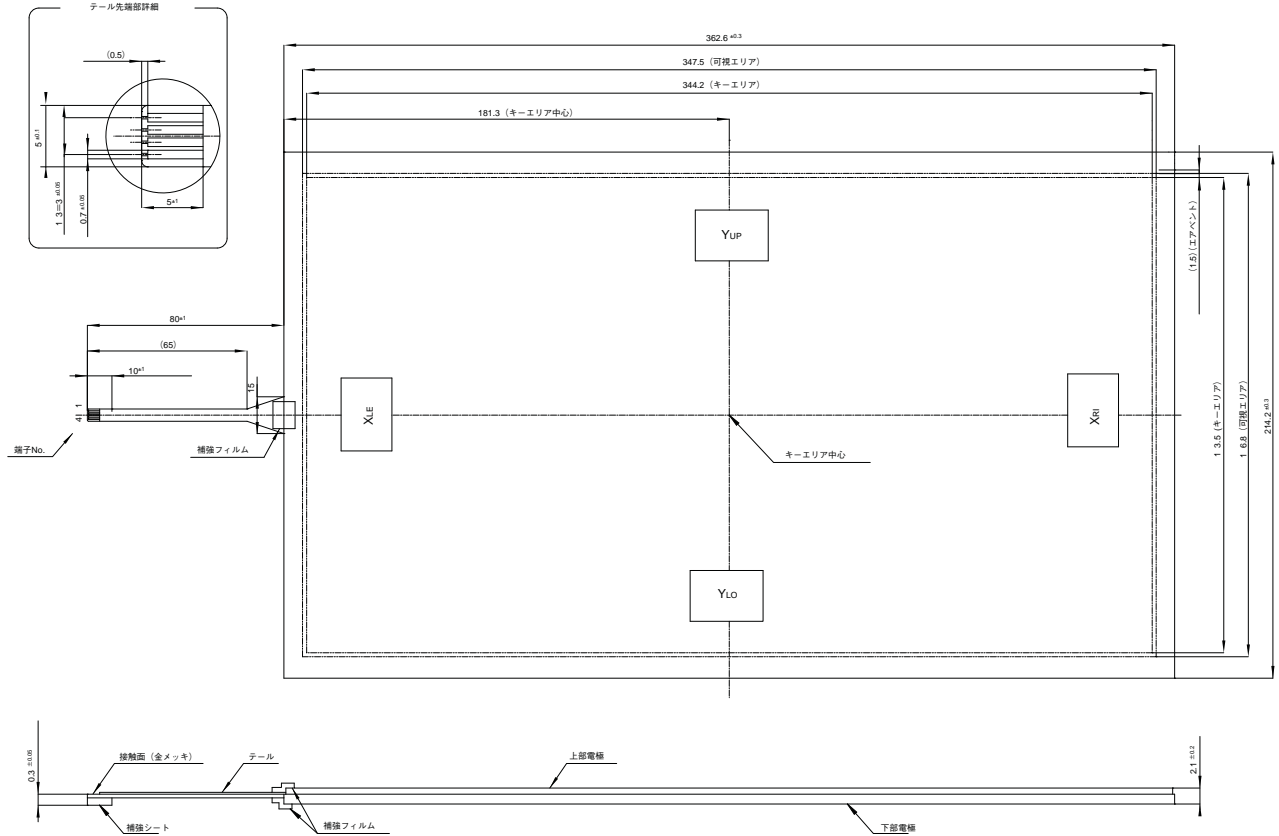 テール先端部詳細
(0.5)
5 ±0.1
1 3=3 ±0.05
0.7 ±0.05
5±1
362.6 ±0.3
347.5 (可視エリア)
344.2 (キーエリア)
181.3 (キーエリア中心)
(1.5) (エアベント)
1 3.5 (キーエリア)
1 6.8 (可視エリア)
214.2 ±0.3
YUP
80±1
(65)
10±1
15
1
4
端子No.
補強フィルム
XLE
XRI
キーエリア中心
YLO
0.3 ±0.05
接触面 (金メッキ)
テール
上部電極
2.1 ±0.2
補強シート
補強フィルム
下部電極